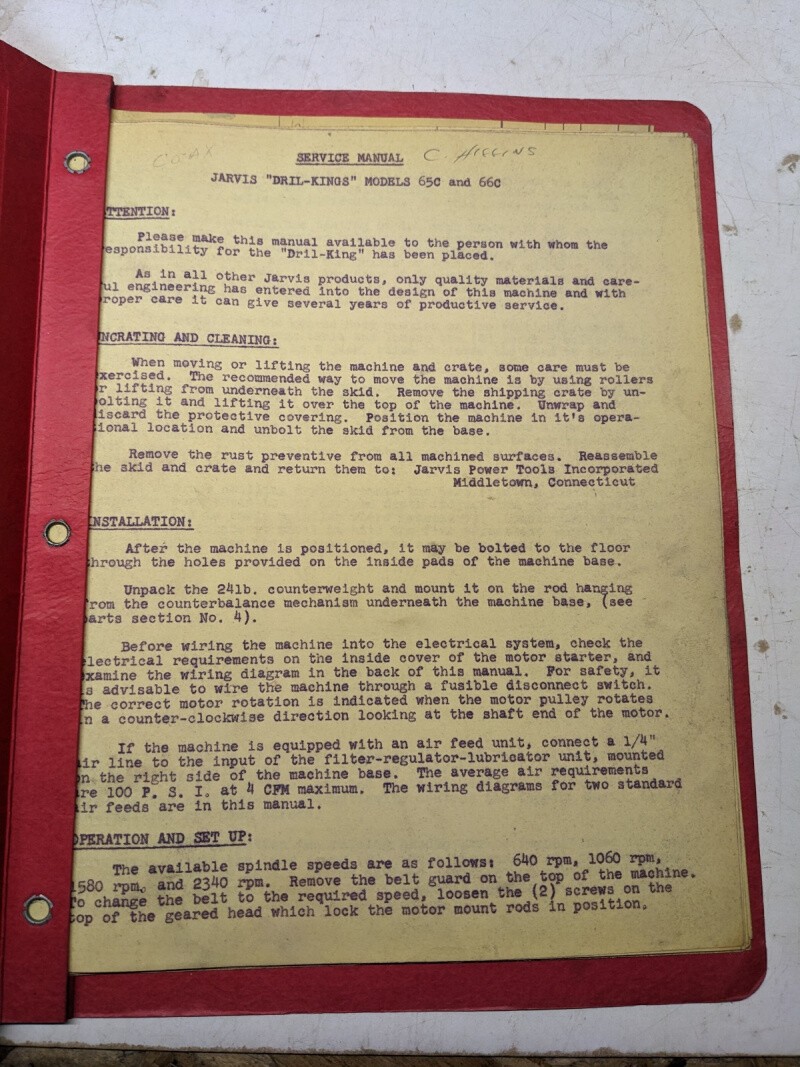 COAX
SERVICE MANUAL C. HIGGINS
JARVIS "DRIL-KINGS" MODELS 65C and 66C
TTENTION:
Please make this manual available to the person with whom the
esponsibility for the "Dril-King" has been placed.
As in all other Jarvis products, only quality materials and care-
ul engineering has entered into the design of this machine and with
roper care it can give several years of productive service.
NCRATING AND CLEANING:
When moving or lifting the machine and crate, some care must be
xercised. The recommended way to move the machine is by using rollers
r lifting from underneath the skid. Remove the shipping crate by un-
olting it and lifting it over the top of the machine. Unwrap and
iscard the protective covering. Position the machine in it's opera-
ional location and unbolt the skid from the base.
Remove the rust preventive from all machined surfaces. Reassemble
he skid and crate and return them to: Jarvis Power Tools Incorporated
Middletown, Connecticut
NSTALLATION:
After the machine is positioned, it may be bolted to the floor
hrough the holes provided on the inside pads of the machine base.
Unpack the 24lb. counterweight and mount it on the rod hanging
rom the counterbalance mechanism underneath the machine base, (see
arts section No. 4).
Before wiring the machine into the electrical system, check the
lectrical requirements on the inside cover of the motor starter, and
xamine the wiring diagram in the back of this manual. For safety, it
s advisable to wire the machine through a fusible disconnect switch.
he correct motor rotation is indicated when the motor pulley rotates
n a counter-clockwise direction looking at the shaft end of the motor.
If the machine is equipped with an air feed unit, connect a 1/4"
ir line to the input of the filter-regulator-lubricator unit, mounted
n the right side of the machine base. The average air requirements
re 100 P. S. I. at 4 CFM maximum. The wiring diagrams for two standard
ir feeds are in this manual.
PERATION AND SET UP:
The available spindle speeds are as follows: 640 rpm, 1060 rpm,
1580 rpm, and 2340 rpm. Remove the belt guard on the top of the machine.
o change the belt to the required speed, loosen the (2) screws on the
op of the geared head which lock the motor mount rods in position.